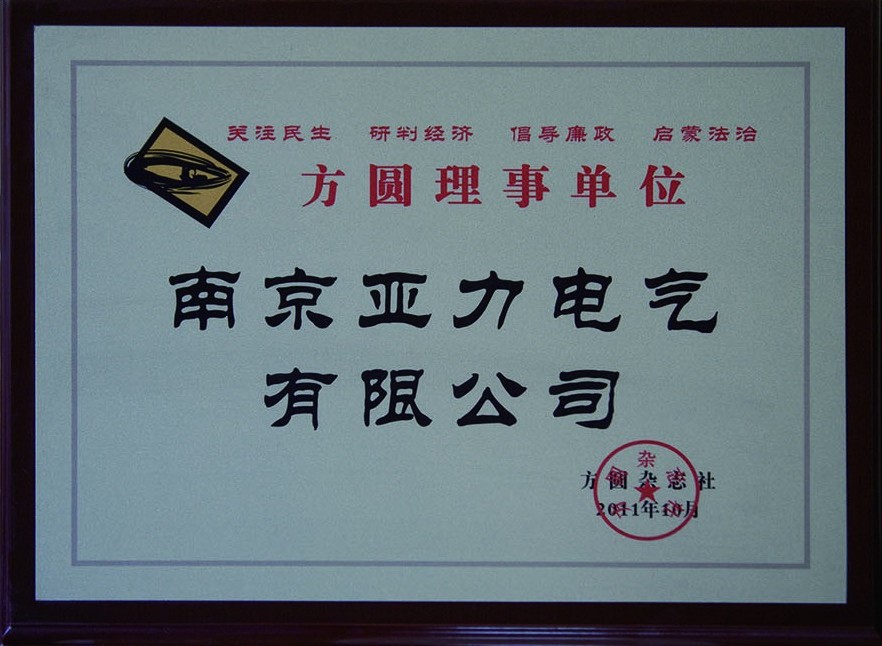 关注民生 研判经济 倡导廉政 启蒙法治
方圆理事单位
南京亚力电气
有限公司
方圆杂志社
2011年10月